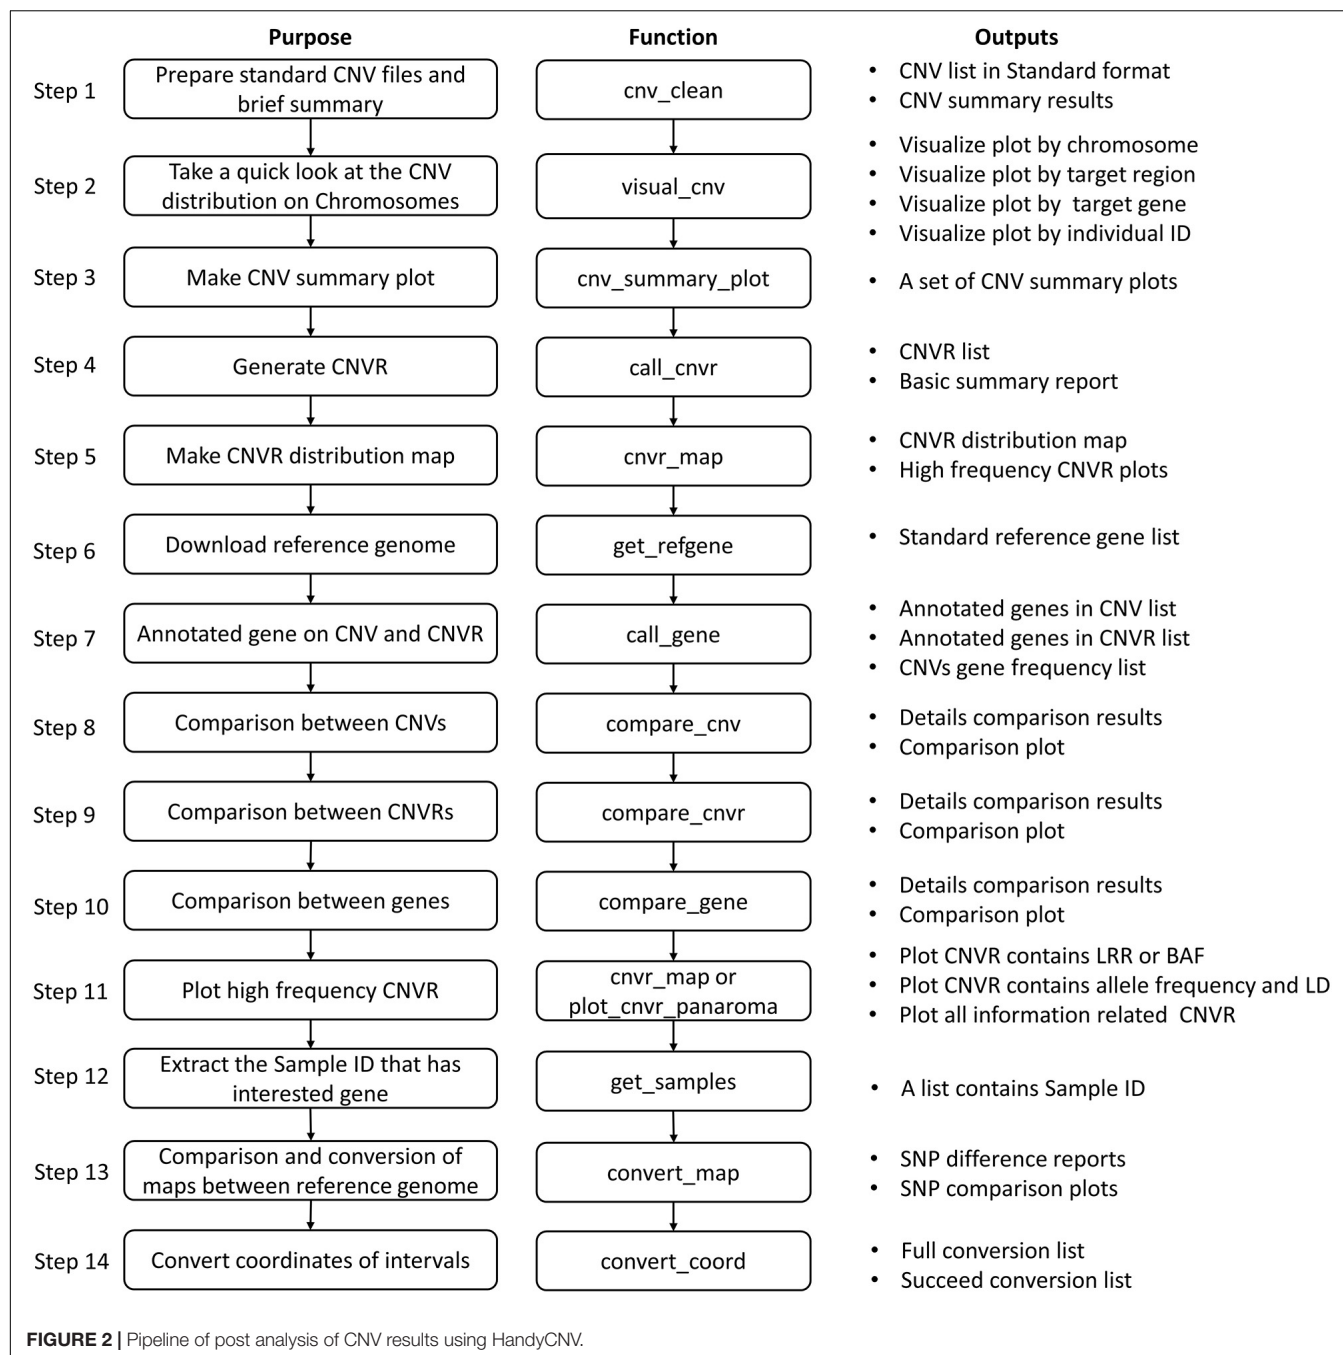 Purpose
Function
Outputs
Step 1
Prepare standard CNV files and
brief summary
cnv_clean
• CNV list in Standard format
• CNV summary results
Step 2
Take a quick look at the CNV
distribution on Chromosomes
visual_cnv
• Visualize plot by chromosome
• Visualize plot by target region
• Visualize plot by target gene
• Visualize plot by individual ID
Step 3
Make CNV summary plot
cnv_summary_plot
• A set of CNV summary plots
Step 4
Generate CNVR
call_cnvr
• CNVR list
• Basic summary report
Step 5
Make CNVR distribution map
cnvr_map
• CNVR distribution map
• High frequency CNVR plots
Step 6
Download reference genome
get_refgene
• Standard reference gene list
Step 7
Annotated gene on CNV and CNVR
call_gene
• Annotated genes in CNV list
• Annotated genes in CNVR list
• CNVs gene frequency list
Step 8
Comparison between CNVs
compare_cnv
• Details comparison results
• Comparison plot
Step 9
Comparison between CNVRs
compare_cnvr
• Details comparison results
• Comparison plot
Step 10
Comparison between genes
compare_gene
• Details comparison results
• Comparison plot
Step 11
Plot high frequency CNVR
cnvr_map or
plot_cnvr_panaroma
• Plot CNVR contains LRR or BAF
• Plot CNVR contains allele frequency and LD
• Plot all information related CNVR
Step 12
Extract the Sample ID that has
interested gene
get_samples
• A list contains Sample ID
Step 13
Comparison and conversion of
maps between reference genome
convert_map
• SNP difference reports
• SNP comparison plots
Step 14
Convert coordinates of intervals
convert_coord
• Full conversion list
• Succeed conversion list
FIGURE 2 | Pipeline of post analysis of CNV results using HandyCNV.